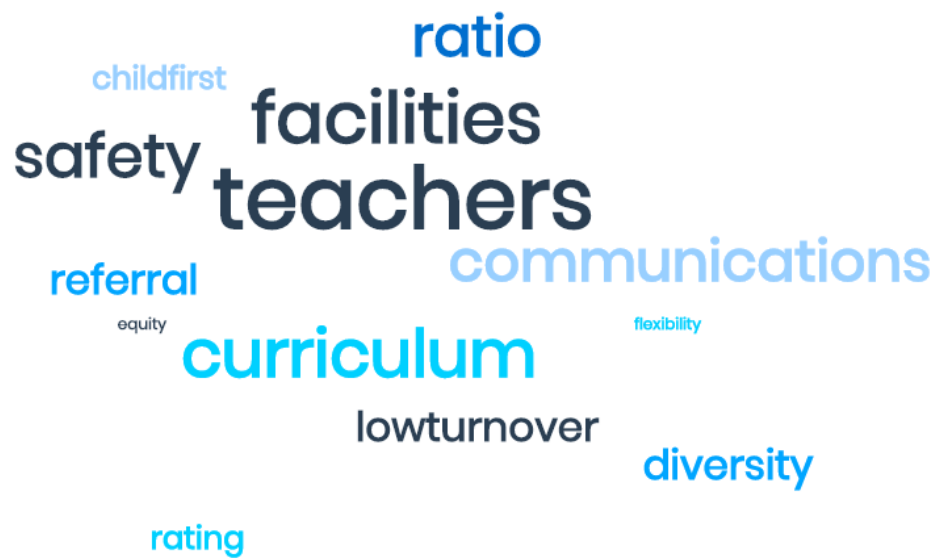 ratio
childfirst
facilities
safety
teachers
communications
referral
equity
flexibility
curriculum
lowturnover
diversity
rating